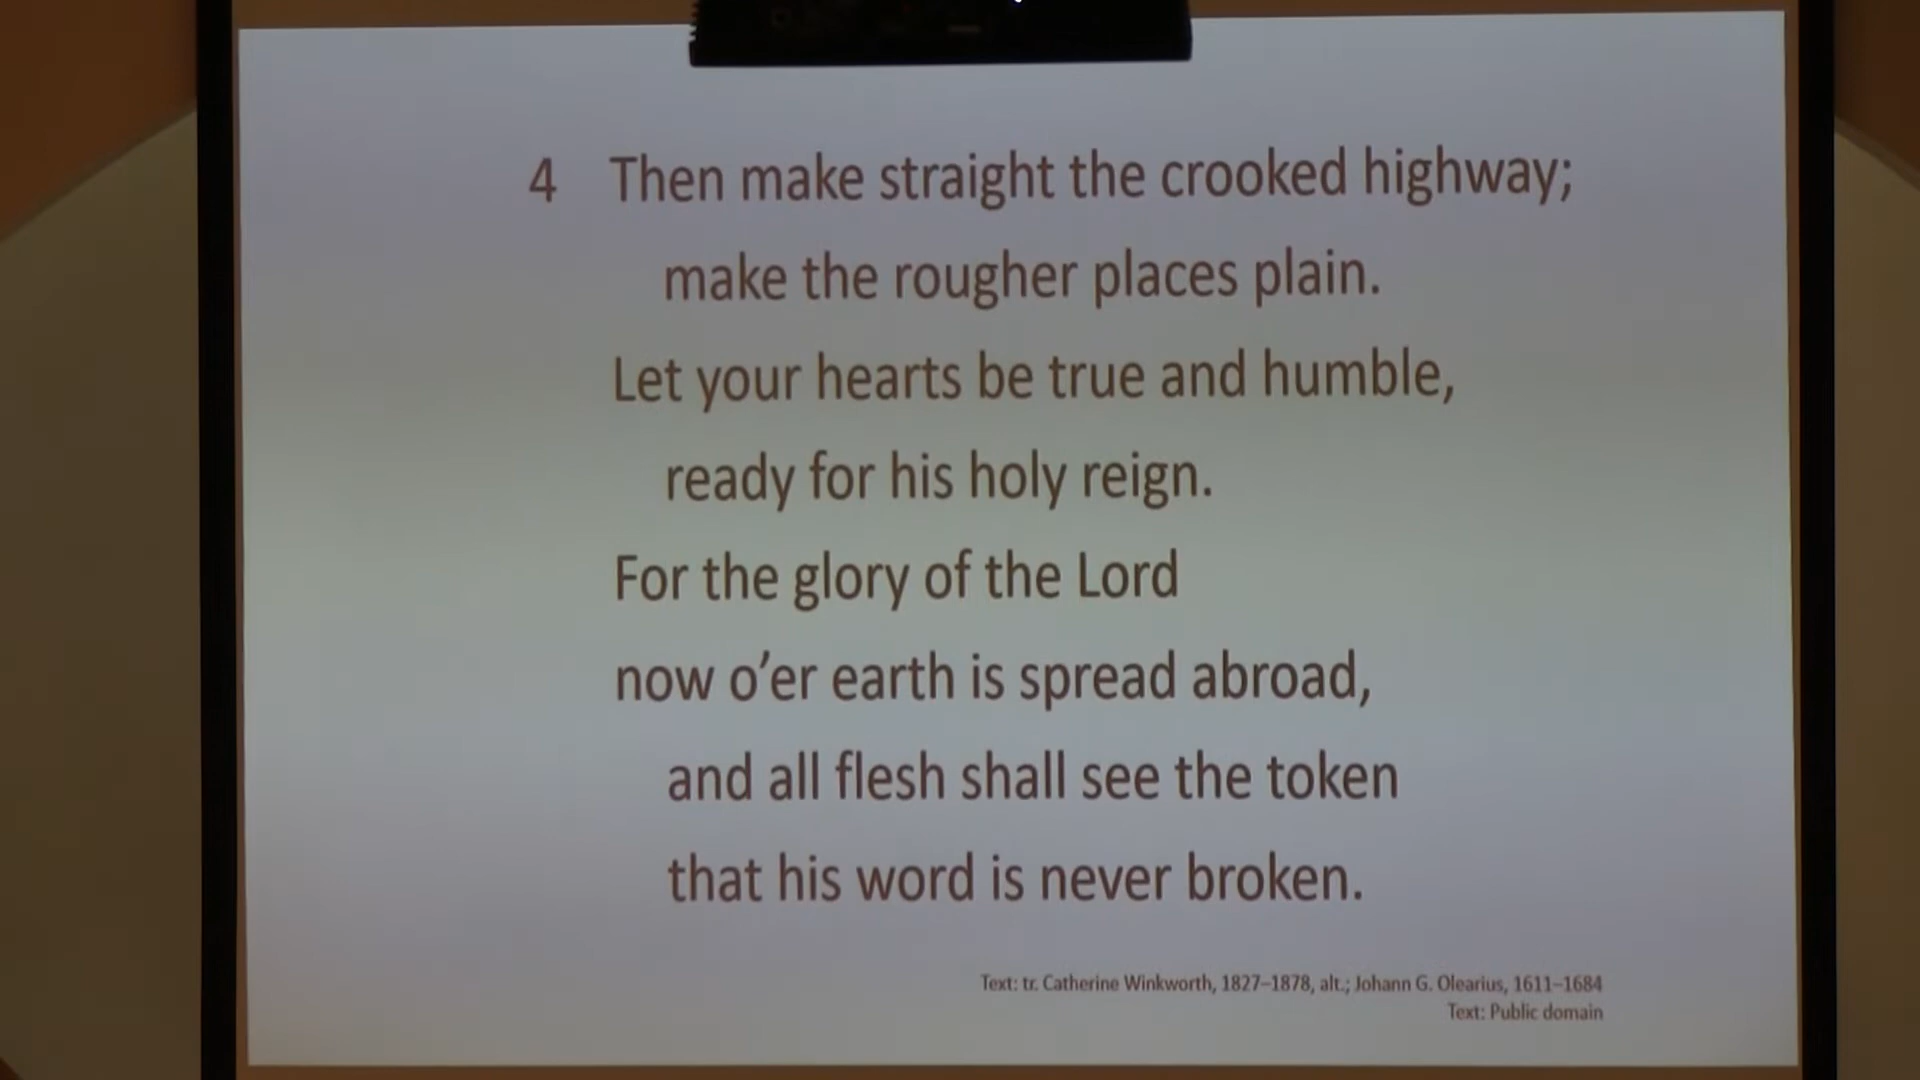 4 Then make straight the crooked highway;
make the rougher places plain.
Let your hearts be true and humble,
ready for his holy reign.
For the glory of the Lord
now o’er earth is spread abroad,
and all flesh shall see the token
that his word is never broken.
Text: tr. Catherine Winkworth, 1827–1878, alt.; Johann G. Olearius, 1611–1684
Text: Public domain